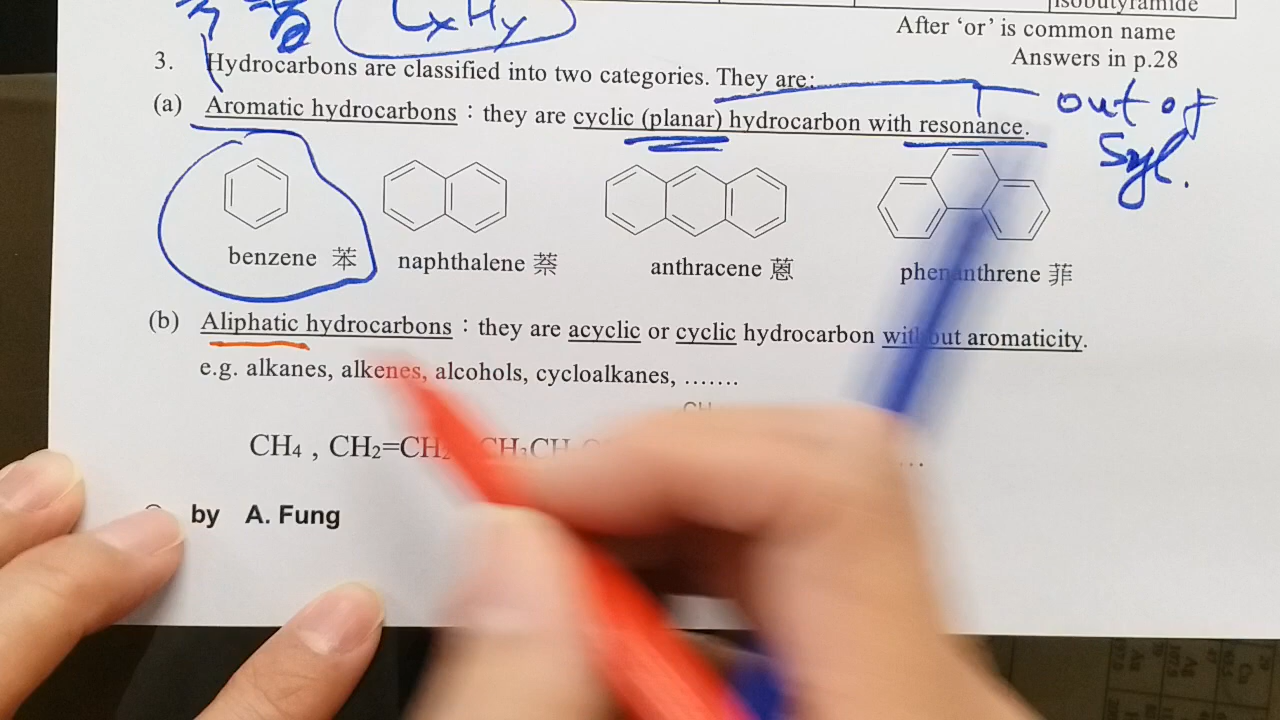 isobutyramide
CxHy
After ‘or’ is common name
Answers in p.28
3. Hydrocarbons are classified into two categories. They are:
out of
Syl.
(a) Aromatic hydrocarbons : they are cyclic (planar) hydrocarbon with resonance.
benzene 苯 naphthalene 萘 anthracene 蒽 phenanthrene 菲
(b) Aliphatic hydrocarbons : they are acyclic or cyclic hydrocarbon without aromaticity.
e.g. alkanes, alkenes, alcohols, cycloalkanes, …….
CH4 , CH2=CH2
by A. Fung